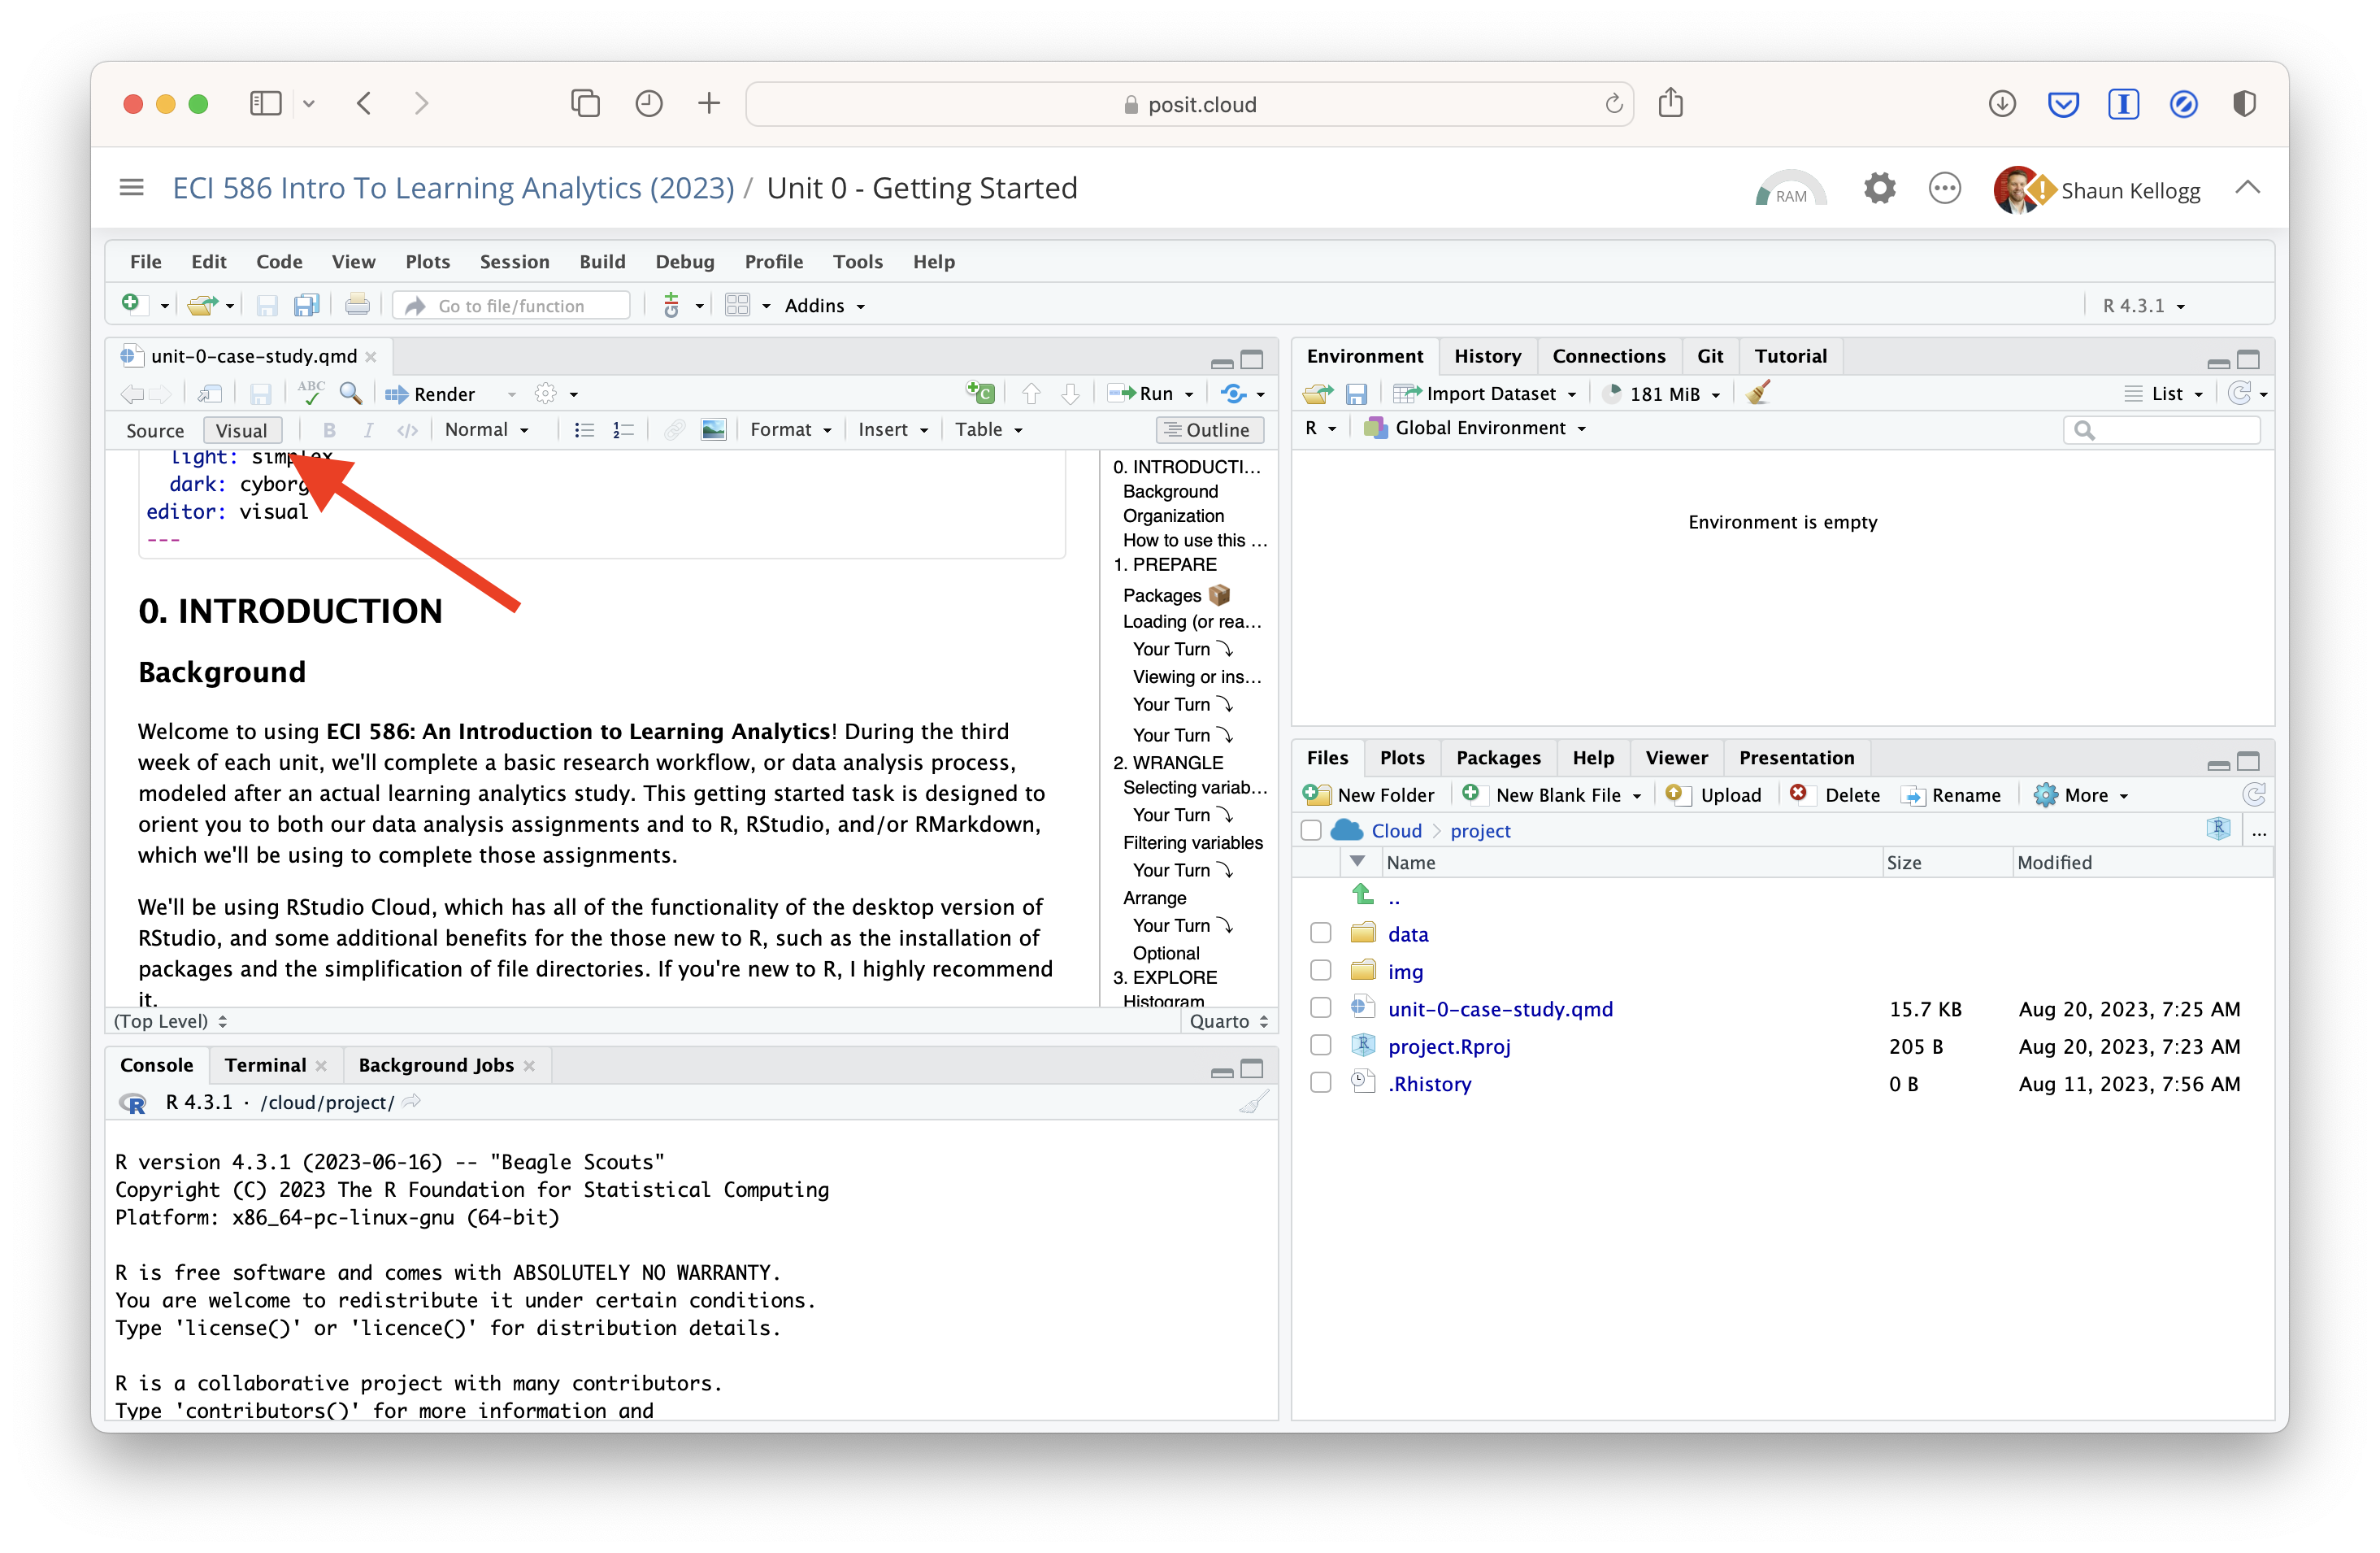 posit.cloud
ECI 586 Intro To Learning Analytics (2023) / Unit 0 - Getting Started
RAM
Shaun Kellogg
File Edit Code View Plots Session Build Debug Profile Tools Help
Go to file/function
Git
Addins
R 4.3.1
unit-0-case-study.qmd
ABC
Render
Run
Source Visual B I </> Normal Format Insert Table Outline
light: simplex
dark: cyborg
editor: visual
---
0. INTRODUCTION
Background
Welcome to using ECI 586: An Introduction to Learning Analytics! During the third
week of each unit, we'll complete a basic research workflow, or data analysis process,
modeled after an actual learning analytics study. This getting started task is designed to
orient you to both our data analysis assignments and to R, RStudio, and/or RMarkdown,
which we'll be using to complete those assignments.
We'll be using RStudio Cloud, which has all of the functionality of the desktop version of
RStudio, and some additional benefits for the those new to R, such as the installation of
packages and the simplification of file directories. If you're new to R, I highly recommend
it.
0. INTRODUCTI...
Background
Organization
How to use this ...
1. PREPARE
Packages 📦
Loading (or rea...
Your Turn ⤵
Viewing or ins...
Your Turn ⤵
Your Turn ⤵
2. WRANGLE
Selecting variab...
Your Turn ⤵
Filtering variables
Your Turn ⤵
Arrange
Your Turn ⤵
Optional
3. EXPLORE
Histogram
(Top Level)
Quarto
Console Terminal Background Jobs
R 4.3.1 · /cloud/project/
R version 4.3.1 (2023-06-16) -- "Beagle Scouts"
Copyright (C) 2023 The R Foundation for Statistical Computing
Platform: x86_64-pc-linux-gnu (64-bit)
R is free software and comes with ABSOLUTELY NO WARRANTY.
You are welcome to redistribute it under certain conditions.
Type 'license()' or 'licence()' for distribution details.
R is a collaborative project with many contributors.
Type 'contributors()' for more information and
Environment History Connections Git Tutorial
Import Dataset 181 MiB List
R Global Environment
Environment is empty
Files Plots Packages Help Viewer Presentation
New Folder New Blank File Upload Delete Rename More
Cloud > project ...
Name Size Modified
..
data
img
unit-0-case-study.qmd 15.7 KB Aug 20, 2023, 7:25 AM
project.Rproj 205 B Aug 20, 2023, 7:23 AM
.Rhistory 0 B Aug 11, 2023, 7:56 AM